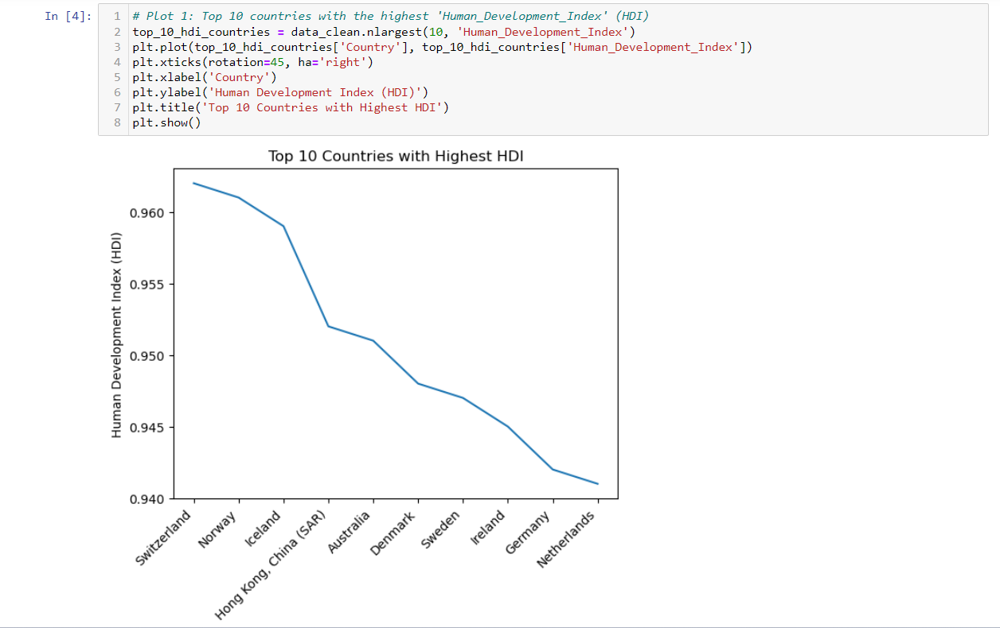 In [4]:
1 # Plot 1: Top 10 countries with the highest 'Human_Development_Index' (HDI)
2 top_10_hdi_countries = data_clean.nlargest(10, 'Human_Development_Index')
3 plt.plot(top_10_hdi_countries['Country'], top_10_hdi_countries['Human_Development_Index'])
4 plt.xticks(rotation=45, ha='right')
5 plt.xlabel('Country')
6 plt.ylabel('Human Development Index (HDI)')
7 plt.title('Top 10 Countries with Highest HDI')
8 plt.show()
Top 10 Countries with Highest HDI
Human Development Index (HDI)
0.960
0.955
0.950
0.945
0.940
Switzerland
Norway
Iceland
Hong Kong, China (SAR)
Australia
Denmark
Sweden
Ireland
Germany
Netherlands